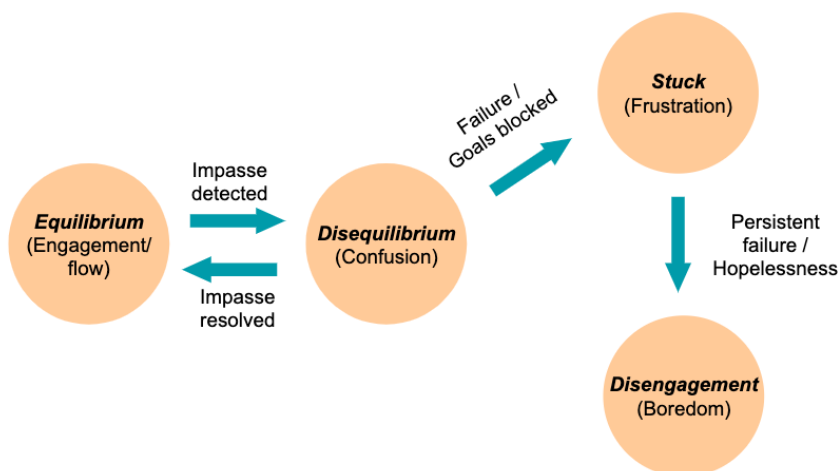 Equilibrium
(Engagement/
flow)
Impasse
detected
Impasse
resolved
Disequilibrium
(Confusion)
Failure /
Goals blocked
Stuck
(Frustration)
Persistent
failure /
Hopelessness
Disengagement
(Boredom)